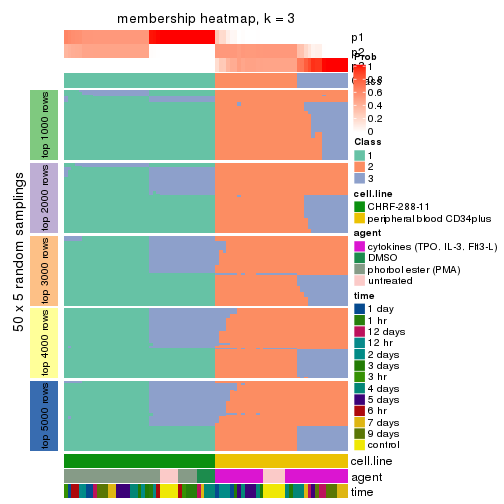 membership heatmap, k = 3
p1
p2
p3
Prob
1
0.8
0.6
0.4
0.2
0
Class
1
2
3
cell.line
CHRF-288-11
peripheral blood CD34plus
agent
cytokines (TPO. IL-3. Flt3-L)
DMSO
phorbol ester (PMA)
untreated
time
1 day
1 hr
12 days
12 hr
2 days
3 days
3 hr
4 days
5 days
6 hr
7 days
9 days
control
50 x 5 random samplings
top 1000 rows
top 2000 rows
top 3000 rows
top 4000 rows
top 5000 rows
cell.line
agent
time